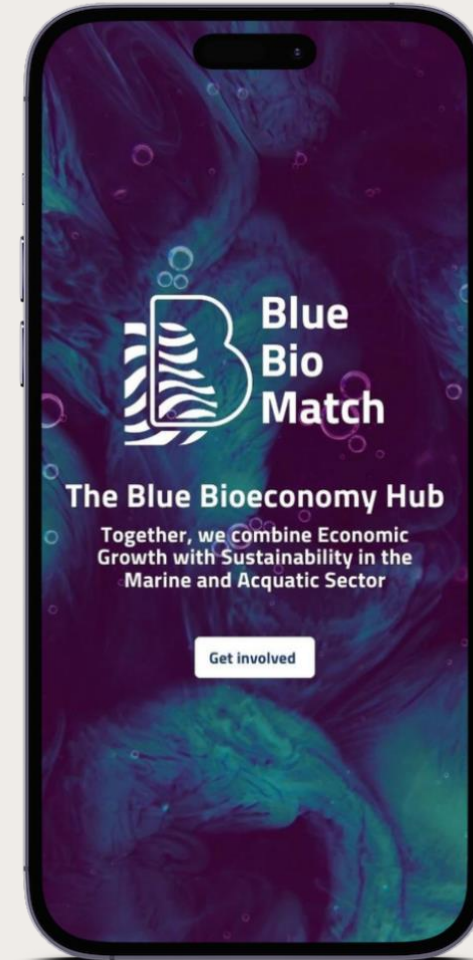 Blue
Bio
Match
The Blue Bioeconomy Hub
Together, we combine Economic
Growth with Sustainability in the
Marine and Acquatic Sector
Get involved